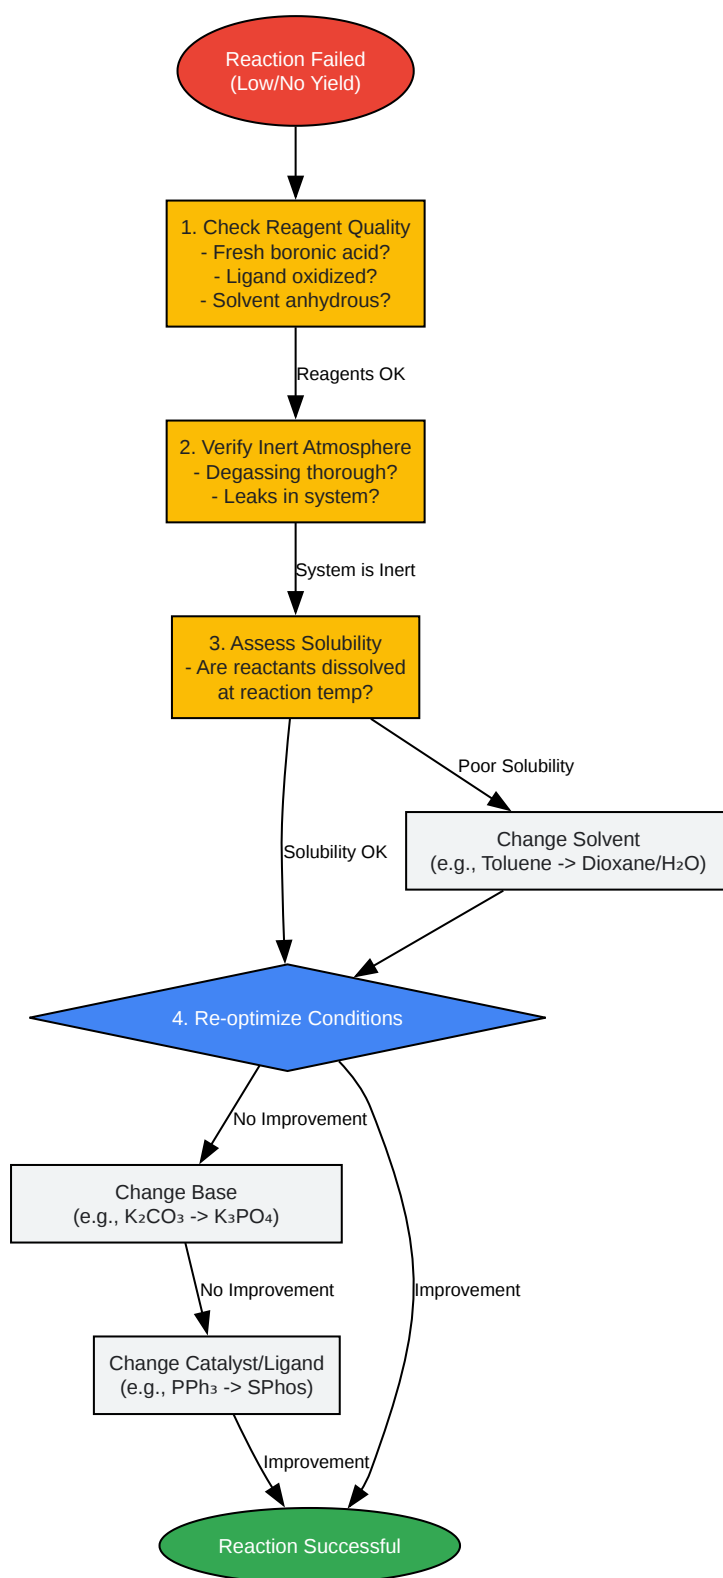 Reaction Failed
(Low/No Yield)
1. Check Reagent Quality
- Fresh boronic acid?
- Ligand oxidized?
- Solvent anhydrous?
Reagents OK
2. Verify Inert Atmosphere
- Degassing thorough?
- Leaks in system?
System is Inert
3. Assess Solubility
- Are reactants dissolved
at reaction temp?
Poor Solubility
Change Solvent
(e.g., Toluene -> Dioxane/H₂O)
Solubility OK
4. Re-optimize Conditions
No Improvement
Change Base
(e.g., K₂CO₃ -> K₃PO₄)
No Improvement
Improvement
Change Catalyst/Ligand
(e.g., PPh₃ -> SPhos)
Improvement
Reaction Successful